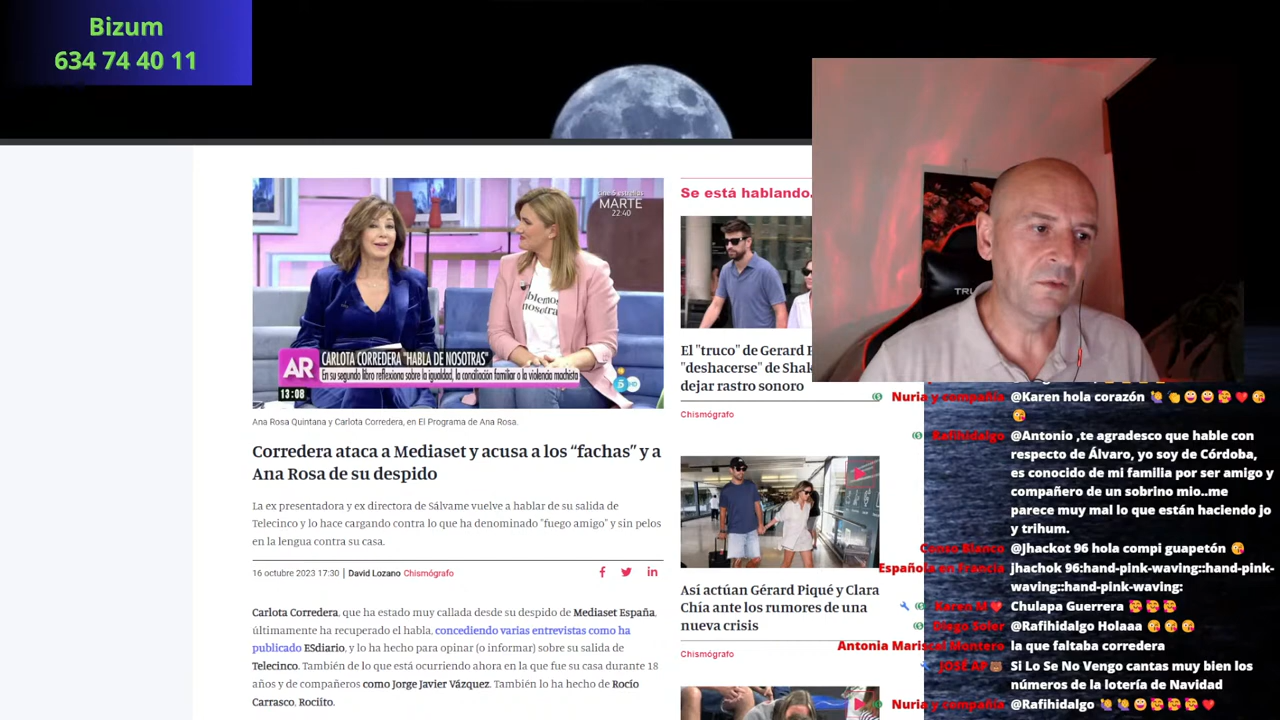 Bizum
634 74 40 11
cine 5 estrellas
MARTE
22:40
AR
CARLOTA CORREDERA "HABLA DE NOSOTRAS"
En su segundo libro reflexiona sobre la igualdad, la conciliación familiar o la violencia machista
13:08
Ana Rosa Quintana y Carlota Corredera, en El Programa de Ana Rosa.
Corredera ataca a Mediaset y acusa a los “fachas” y a
Ana Rosa de su despido
La ex presentadora y ex directora de Sálvame vuelve a hablar de su salida de
Telecinco y lo hace cargando contra lo que ha denominado "fuego amigo" y sin pelos
en la lengua contra su casa.
16 octubre 2023 17:30 | David Lozano Chismógrafo
Carlota Corredera, que ha estado muy callada desde su despido de Mediaset España,
últimamente ha recuperado el habla, concediendo varias entrevistas como ha
publicado ESdiario, y lo ha hecho para opinar (o informar) sobre su salida de
Telecinco. También de lo que está ocurriendo ahora en la que fue su casa durante 18
años y de compañeros como Jorge Javier Vázquez. También lo ha hecho de Rocío
Carrasco, Rociíto.
Se está hablando.
El "truco" de Gerard P
"deshacerse" de Shak
dejar rastro sonoro
Chismógrafo
Así actúan Gérard Piqué y Clara
Chía ante los rumores de una
nueva crisis
Chismógrafo
TRU
Nuria y compañía @Karen hola corazón
Rafihidalgo @Antonio ,te agradesco que hable con
respecto de Álvaro, yo soy de Córdoba,
es conocido de mi familia por ser amigo y
compañero de un sobrino mio..me
parece muy mal lo que están haciendo jo
y trihum.
@Jhackot 96 hola compi guapetón
Española en Francia jhachok 96:hand-pink-waving::hand-pink-
waving::hand-pink-waving:
Karen M Chulapa Guerrera
Diego Soler @Rafihidalgo Holaaa
Antonia Mariscal Montero la que faltaba corredera
JOSE AP Si Lo Se No Vengo cantas muy bien los
números de la lotería de Navidad
Nuria y compañía @Rafihidalgo